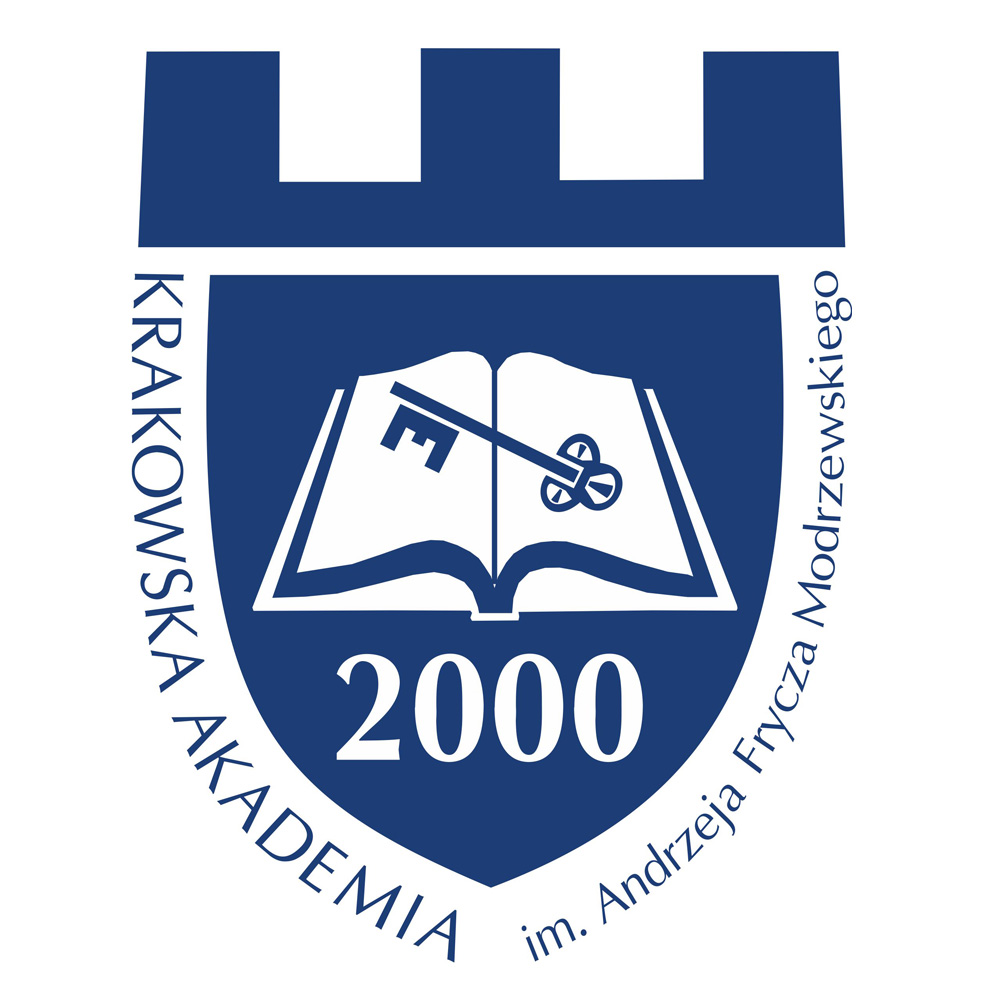 KRAKOWSKA AKADEMIA
im. Andrzeja Frycza Modrzewskiego
2000